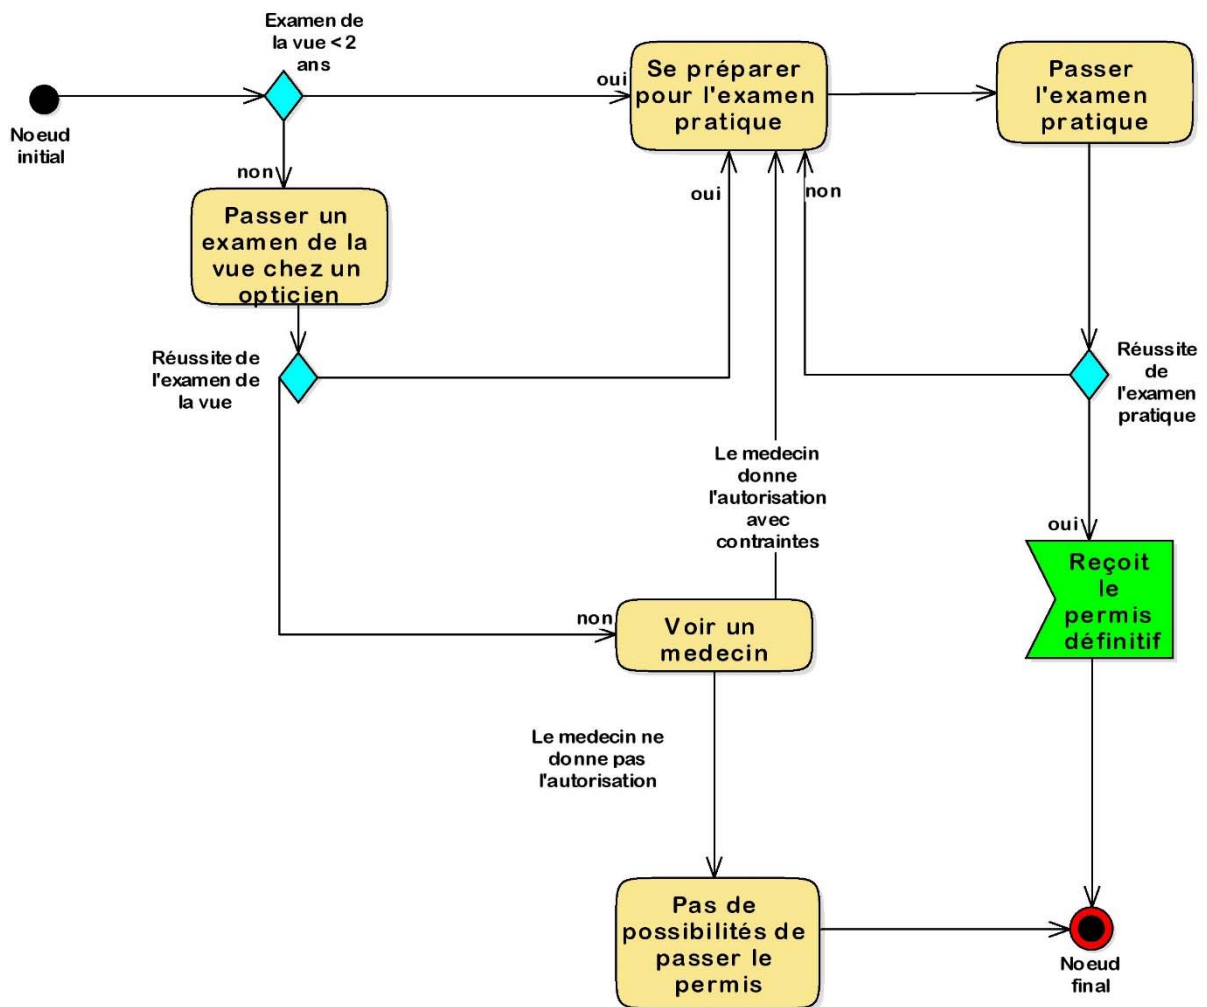 Examen de
la vue < 2
ans
Noeud
initial
oui
Se préparer
pour l'examen
pratique
Passer
l'examen
pratique
non
Passer un
examen de la
vue chez un
opticien
oui
non
Réussite de
l'examen de
la vue
Réussite
de
l'examen
pratique
Le medecin
donne
l'autorisation
avec
contraintes
oui
Reçoit
le
permis
définitif
non
Voir un
medecin
Le medecin ne
donne pas
l'autorisation
Pas de
possibilités de
passer le
permis
Noeud
final